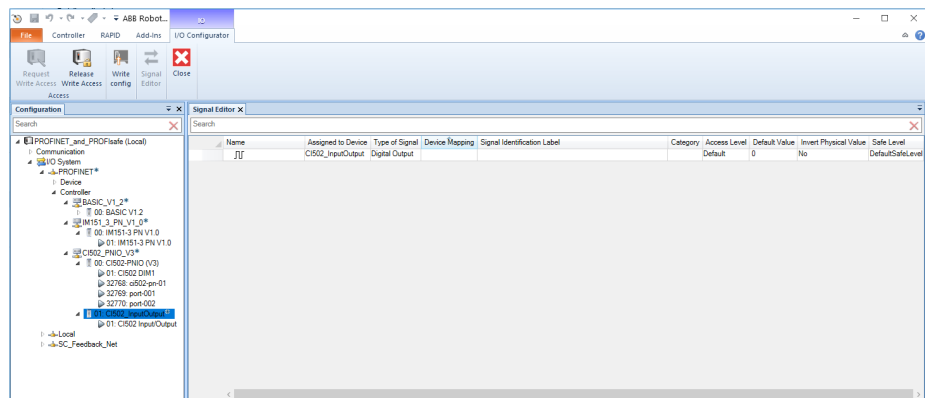 ABB Robot...
IO
File Controller RAPID Add-Ins I/O Configurator
Request Write Access
Release Write Access
Write config
Signal Editor
Close
Access
Configuration
Search
PROFINET_and_PROFIsafe (Local)
Communication
I/O System
PROFINET*
Device
Controller
BASIC_V1_2*
00: BASIC V1.2
IM151_3_PN_V1_0*
00: IM151-3 PN V1.0
01: IM151-3 PN V1.0
CI502_PNIO_V3*
00: CI502-PNIO (V3)
01: CI502 DIM1
32768: ci502-pn-01
32769: port-001
32770: port-002
01: CI502_InputOutput*
01: CI502 Input/Output
Local
SC_Feedback_Net
Signal Editor X
Search
Name Assigned to Device Type of Signal Device Mapping Signal Identification Label Category Access Level Default Value Invert Physical Value Safe Level
CI502_InputOutput Digital Output Default 0 No DefaultSafeLevel